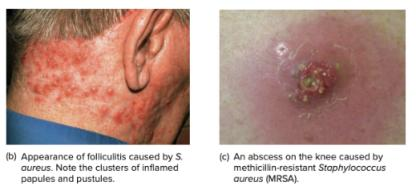 (b) Appearance of folliculitis caused by S.
aureus. Note the clusters of inflamed
papules and pustules.
(c) An abscess on the knee caused by
methicillin-resistant Staphylococcus
aureus (MRSA).